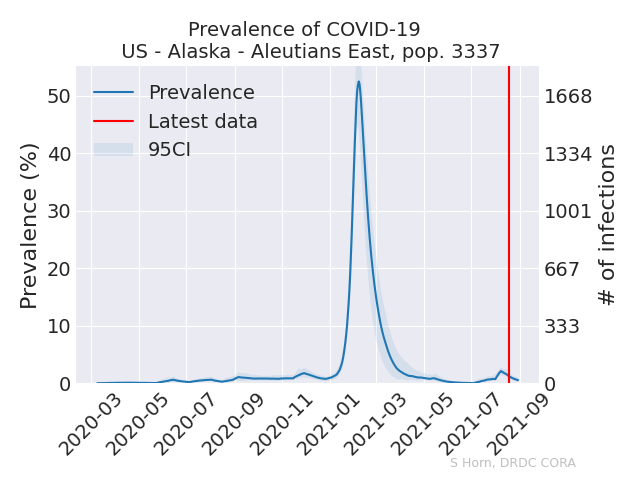 Prevalence of COVID-19
US - Alaska - Aleutians East, pop. 3337
Prevalence
Latest data
95CI
Prevalence (%)
50
40
30
20
10
0
1668
1334
1001
667
333
0
# of infections
2020-03
2020-05
2020-07
2020-09
2020-11
2021-01
2021-03
2021-05
2021-07
2021-09
S Horn, DRDC CORA